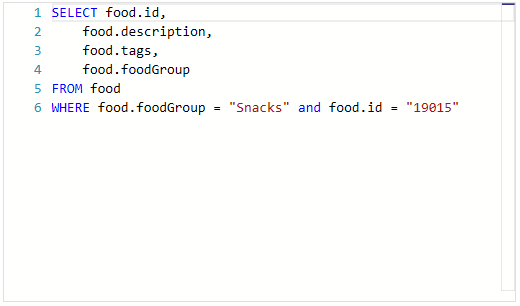 1 SELECT food.id,
2     food.description,
3     food.tags,
4     food.foodGroup
5 FROM food
6 WHERE food.foodGroup = "Snacks" and food.id = "19015"